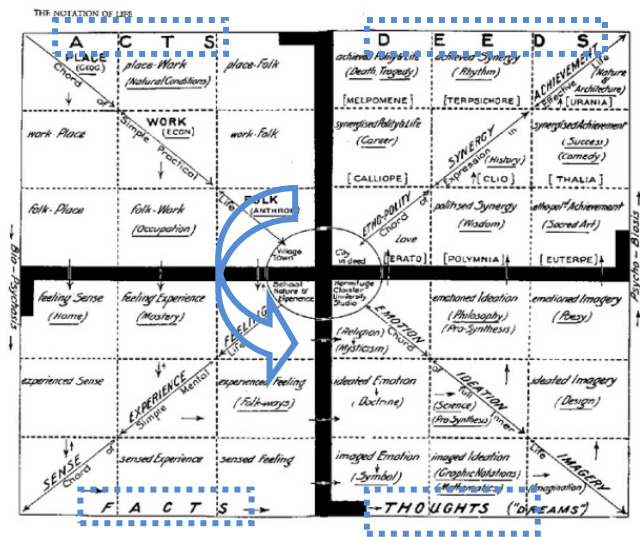 THE NOTATION OF LIFE
A C T S
PLACE
(GEOG.)
place-Work
(Natural Conditions)
place-Folk
Chord of Simple Practical Life
work-Place
WORK
(ECON)
work-Folk
folk-Place
folk-Work
(Occupation)
FOLK
Village
Town
D E E D S
achieved Polity & Life
(Death, Tragedy)
[MELPOMENE]
achieved Synergy
(Rhythm)
[TERPSICHORE]
ACHIEVEMENT
Effective Life
(Nature &
Architecture)
[URANIA]
synergised Polity & Life
(Career)
[CALLIOPE]
SYNERGY
(History)
[CLIO]
synergised Achievement
(Success)
(Comedy)
[THALIA]
ETHO-POLITY
Chord of Expression in
Love
[ERATO]
politised Synergy
(Wisdom)
[POLYMNIA]
ethopol^d Achievement
(Sacred Art)
[EUTERPE]
City
in deed
Bio-Psychosis
Psycho-Biosis
School
Nature &
Experience
Hermitage
Cloister
University
Studio
feeling Sense
(Home)
feeling Experience
(Mastery)
FEELING
Life
experienced Sense
EXPERIENCE
Simple Mental
experienced Feeling
(Folk-ways)
SENSE
Chord of
sensed Experience
sensed Feeling
F A C T S
EMOTION
(Religion)
(Mysticism)
Chord of Full Inner Life
emotioned Ideation
(Philosophy)
(Pro-Synthesis)
emotioned Imagery
(Poesy)
ideated Emotion
(Doctrine)
IDEATION
(Science)
(Pro-Synthesis)
ideated Imagery
(Design)
imaged Emotion
(Symbol)
imaged Ideation
(Graphic Notations)
(Mathematics)
IMAGERY
(Imagination)
THOUGHTS ("DREAMS")